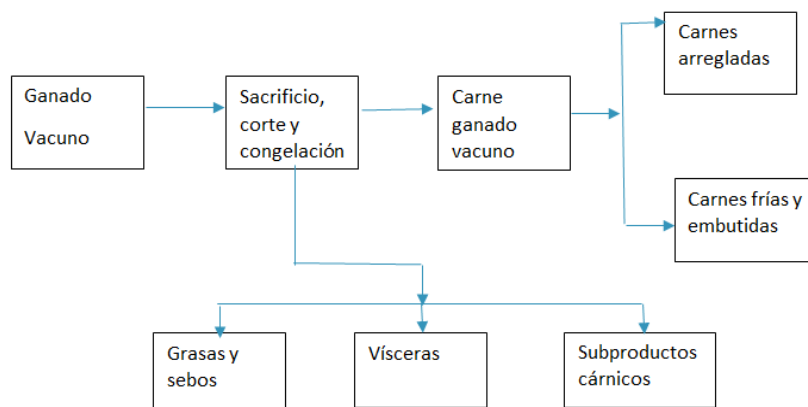 Ganado
Vacuno
Sacrificio,
corte y
congelación
Carne
ganado
vacuno
Carnes
arregladas
Carnes frías y
embutidas
Grasas y
sebos
Vísceras
Subproductos
cárnicos